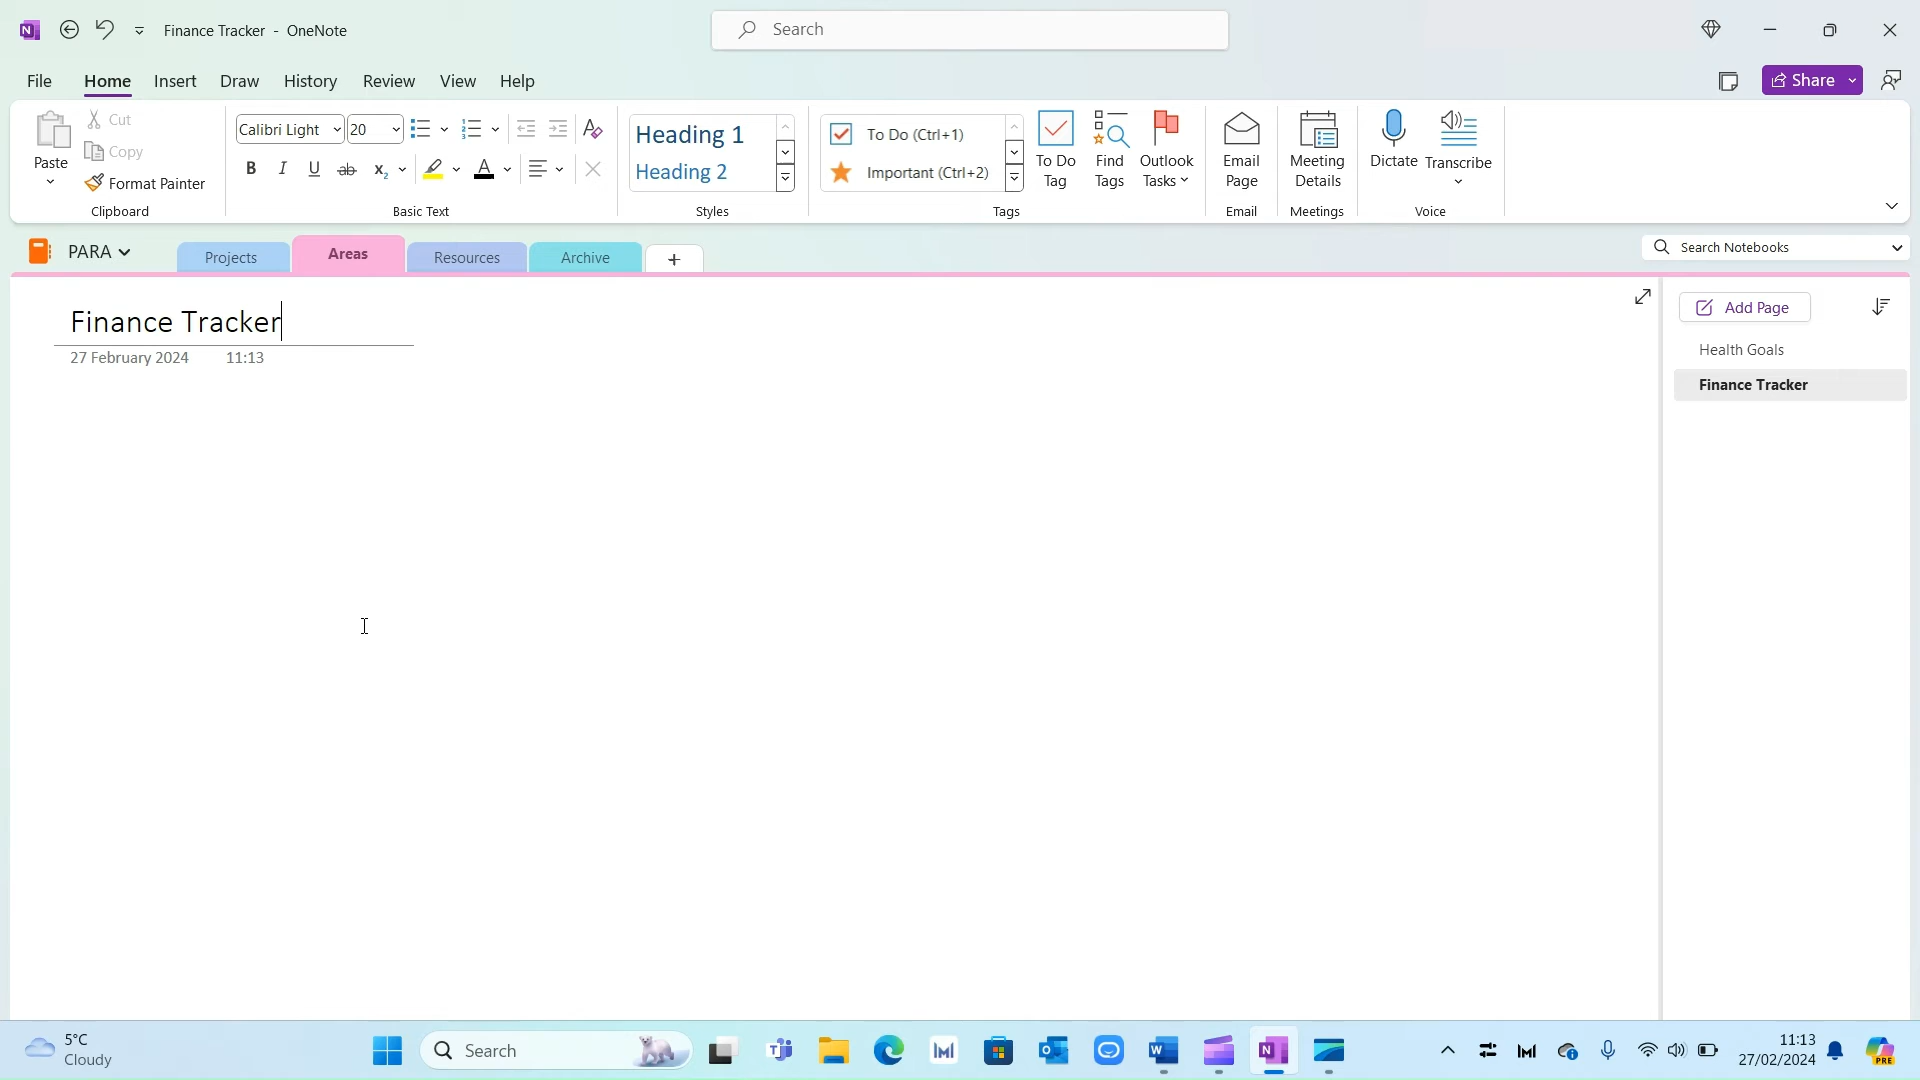 Finance Tracker - OneNote
Search
File Home Insert Draw History Review View Help
Share
Paste
Cut
Copy
Format Painter
Clipboard
Calibri Light 20
Basic Text
Heading 1
Heading 2
Styles
To Do (Ctrl+1)
Important (Ctrl+2)
To Do
Tag
Find
Tags
Outlook
Tasks
Tags
Email
Page
Email
Meeting
Details
Meetings
Dictate
Transcribe
Voice
PARA
Projects
Areas
Resources
Archive
+
Search Notebooks
Finance Tracker
27 February 2024 11:13
Add Page
Health Goals
Finance Tracker
5°C
Cloudy
Search
11:13
27/02/2024
PRE